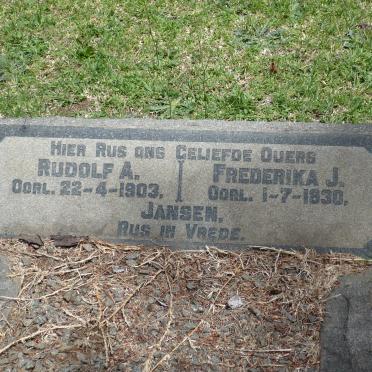 Hier Rus ons Geliefde Ouers
Rudolf A. Frederika J.
Oorl. 22-4-1903. Oorl. 1-7-1930.
Jansen.
Rus in Vrede.